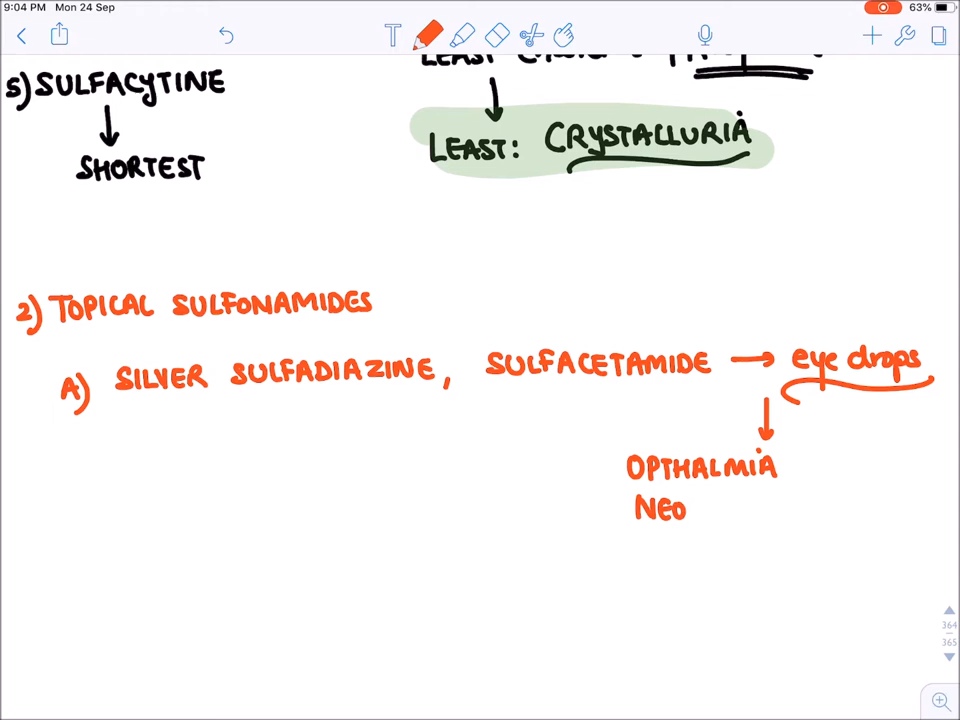 9:04 PM Mon 24 Sep
63%
5) SULFACYTINE
SHORTEST
LEAST
LEAST: CRYSTALLURIA
2) TOPICAL SULFONAMIDES
A) SILVER SULFADIAZINE, SULFACETAMIDE → eye drops
OPTHALMIA
NEO
364
365